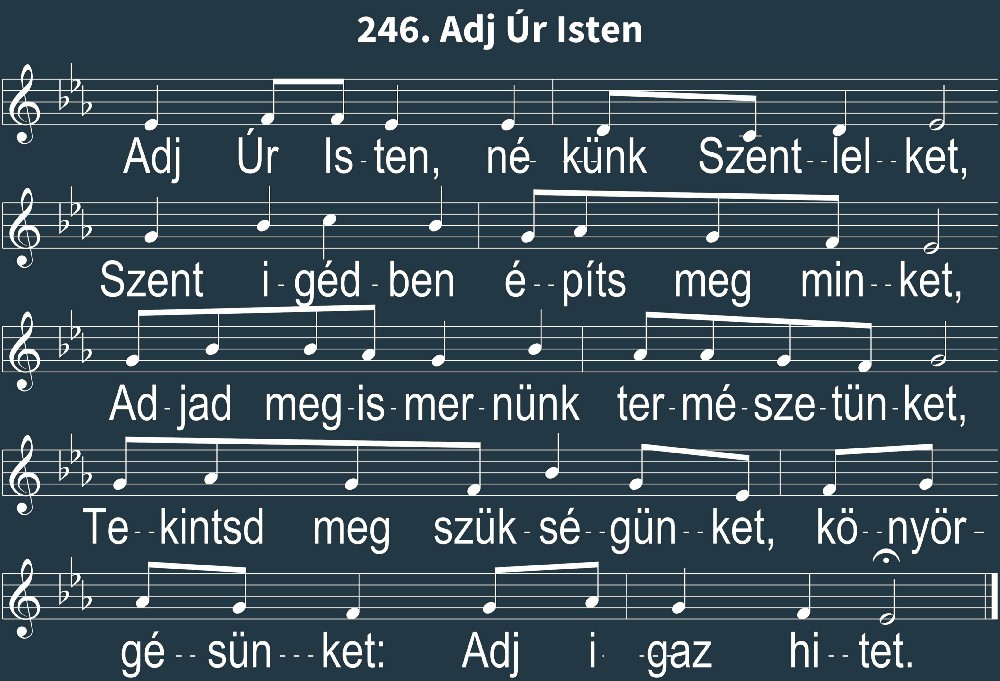 246. Adj Úr Isten
Adj Úr Is - ten, né- künk Szent - - lel - - ket,
Szent i - géd - ben é - - píts meg min - - ket,
Ad - jad meg - is - mer - nünk ter - mé - sze - tün - ket,
Te - - kintsd meg szük - sé - - gün - - ket, kö - - nyör -
gé - - sün - - - ket: Adj i - - gaz hi - - tet.